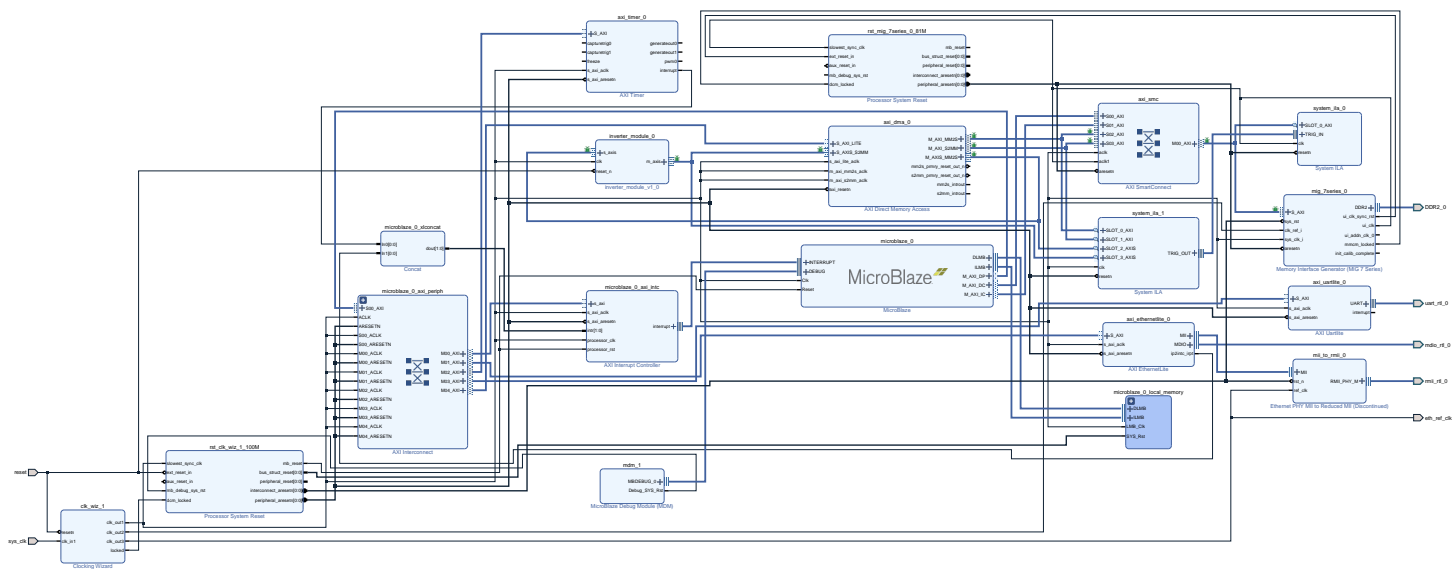 axi_timer_0
S_AXI
capturetrig0
capturetrig1
freeze
s_axi_aclk
s_axi_aresetn
generateout0
generateout1
pwm0
interrupt
AXI Timer
rst_mig_7series_0_81M
slowest_sync_clk
ext_reset_in
aux_reset_in
mb_debug_sys_rst
dcm_locked
mb_reset
bus_struct_reset[0:0]
peripheral_reset[0:0]
interconnect_aresetn[0:0]
peripheral_aresetn[0:0]
Processor System Reset
axi_smc
S00_AXI
S01_AXI
S02_AXI
S03_AXI
aclk
aclk1
aresetn
M00_AXI
AXI SmartConnect
system_ila_0
SLOT_0_AXI
TRIG_IN
clk
resetn
System ILA
inverter_module_0
s_axis
clk
reset_n
m_axis
inverter_module_v1_0
axi_dma_0
S_AXI_LITE
S_AXIS_S2MM
s_axi_lite_aclk
m_axi_mm2s_aclk
m_axi_s2mm_aclk
axi_resetn
M_AXI_MM2S
M_AXI_S2MM
M_AXIS_MM2S
mm2s_prmry_reset_out_n
s2mm_prmry_reset_out_n
mm2s_introut
s2mm_introut
AXI Direct Memory Access
mig_7series_0
S_AXI
sys_rst
clk_ref_i
sys_clk_i
DDR2
ui_clk_sync_rst
ui_clk
ui_addn_clk_0
mmcm_locked
init_calib_complete
Memory Interface Generator (MIG 7 Series)
DDR2_0
system_ila_1
SLOT_0_AXI
SLOT_1_AXI
SLOT_2_AXIS
SLOT_3_AXIS
clk
resetn
TRIG_OUT
System ILA
microblaze_0_xlconcat
In0[0:0]
In1[0:0]
dout[1:0]
Concat
microblaze_0
INTERRUPT
DEBUG
Clk
Reset
MicroBlaze
DLMB
ILMB
M_AXI_DP
M_AXI_DC
M_AXI_IC
MicroBlaze
microblaze_0_axi_periph
S00_AXI
ACLK
ARESETN
S00_ACLK
S00_ARESETN
M00_ACLK
M00_ARESETN
M01_ACLK
M01_ARESETN
M02_ACLK
M02_ARESETN
M03_ACLK
M03_ARESETN
M04_ACLK
M04_ARESETN
M00_AXI
M01_AXI
M02_AXI
M03_AXI
M04_AXI
AXI Interconnect
microblaze_0_axi_intc
s_axi
s_axi_aclk
s_axi_aresetn
intr[1:0]
processor_clk
processor_rst
interrupt
AXI Interrupt Controller
axi_uartlite_0
S_AXI
s_axi_aclk
s_axi_aresetn
UART
interrupt
AXI Uartlite
uart_rtl_0
axi_ethernetlite_0
S_AXI
s_axi_aclk
s_axi_aresetn
MII
MDIO
ip2intc_irpt
AXI EthernetLite
mdio_rtl_0
mii_to_rmii_0
MII
rst_n
ref_clk
RMII_PHY_M
Ethernet PHY MII to Reduced MII (Discontinued)
rmii_rtl_0
eth_ref_clk
microblaze_0_local_memory
DLMB
ILMB
LMB_Clk
SYS_Rst
reset
rst_clk_wiz_1_100M
slowest_sync_clk
ext_reset_in
aux_reset_in
mb_debug_sys_rst
dcm_locked
mb_reset
bus_struct_reset[0:0]
peripheral_reset[0:0]
interconnect_aresetn[0:0]
peripheral_aresetn[0:0]
Processor System Reset
mdm_1
MBDEBUG_0
Debug_SYS_Rst
MicroBlaze Debug Module (MDM)
sys_clk
clk_wiz_1
resetn
clk_in1
clk_out1
clk_out2
clk_out3
locked
Clocking Wizard